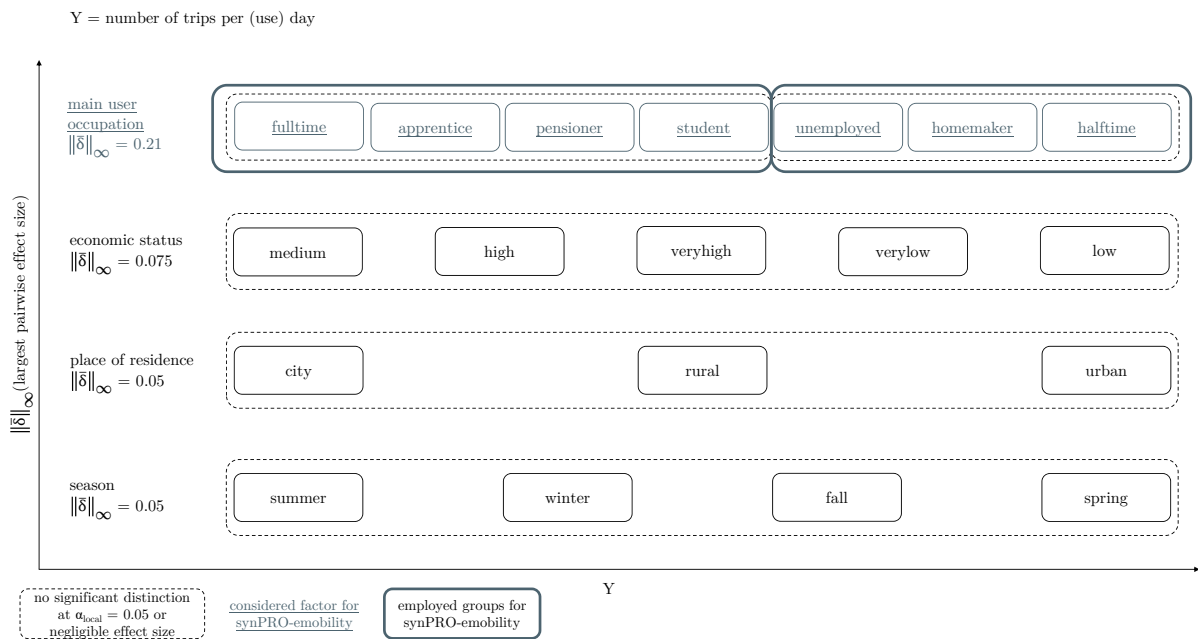 Y = number of trips per (use) day
main user
occupation
‖δ̄‖∞ = 0.21
fulltime
apprentice
pensioner
student
unemployed
homemaker
halftime
economic status
‖δ̄‖∞ = 0.075
medium
high
veryhigh
verylow
low
place of residence
‖δ̄‖∞ = 0.05
city
rural
urban
season
‖δ̄‖∞ = 0.05
summer
winter
fall
spring
‖δ̄‖∞(largest pairwise effect size)
Y
no significant distinction
at αlocal = 0.05 or
negligible effect size
considered factor for
synPRO-emobility
employed groups for
synPRO-emobility